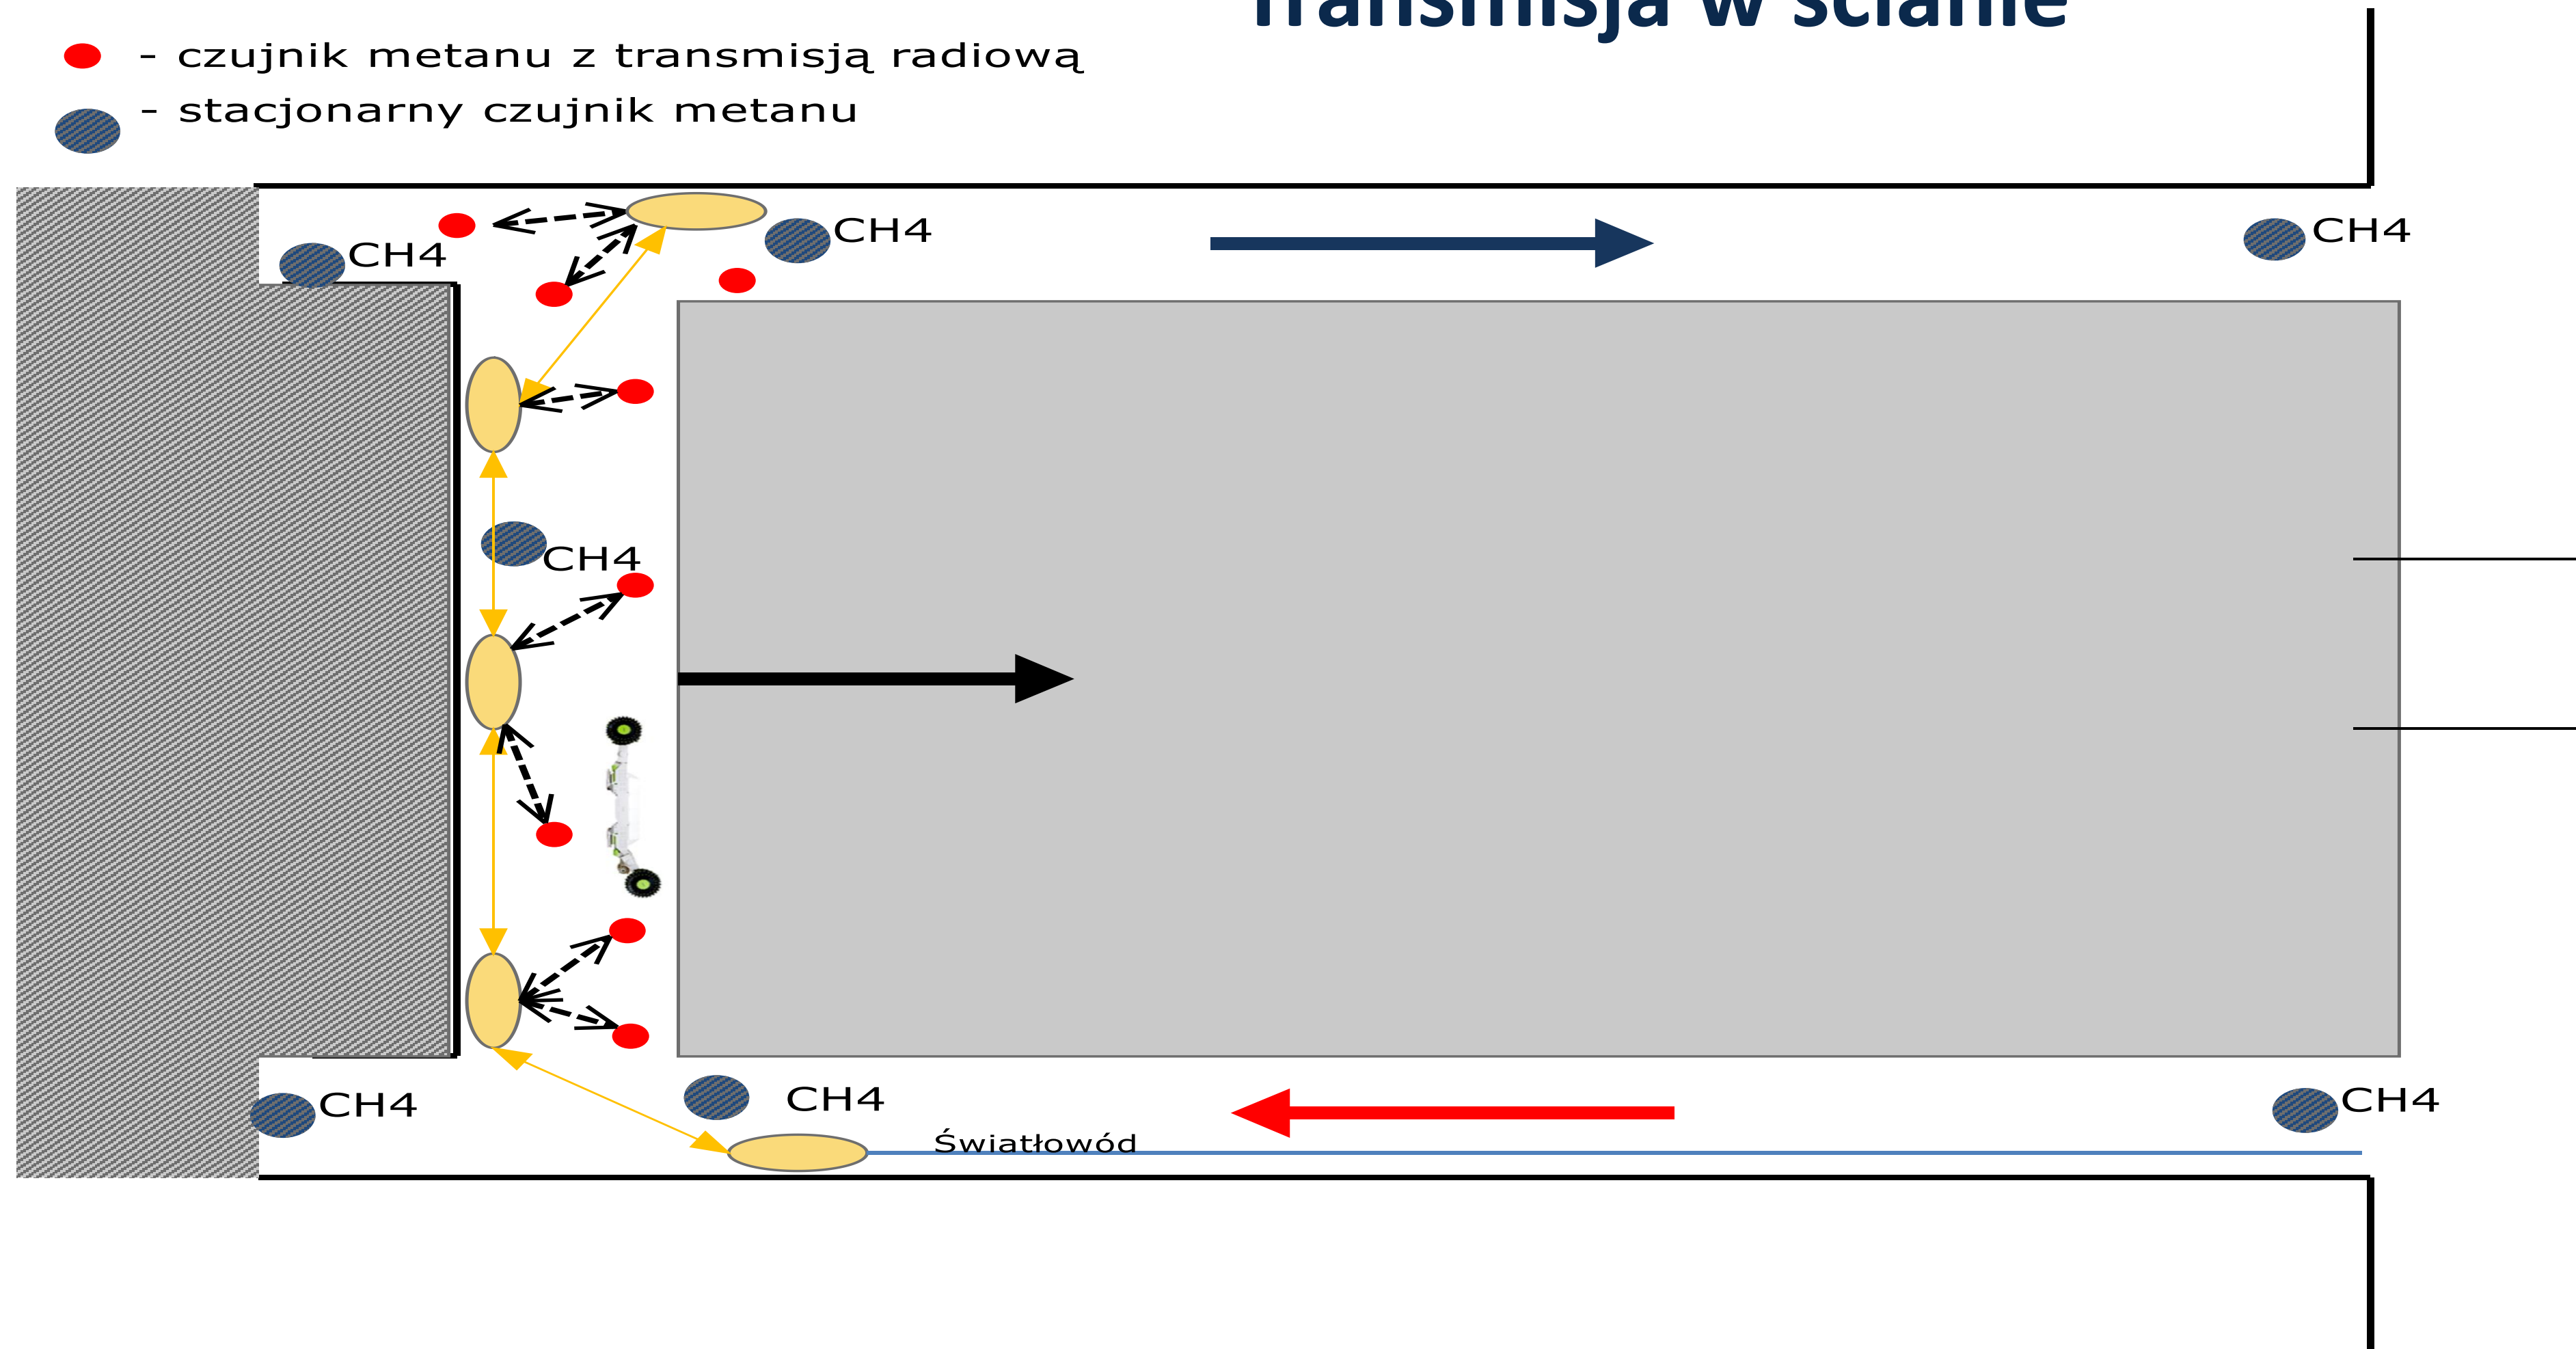 Transmisja w ścianie
- czujnik metanu z transmisją radiową
- stacjonarny czujnik metanu
CH4
CH4
CH4
CH4
CH4
CH4
CH4
Światłowód